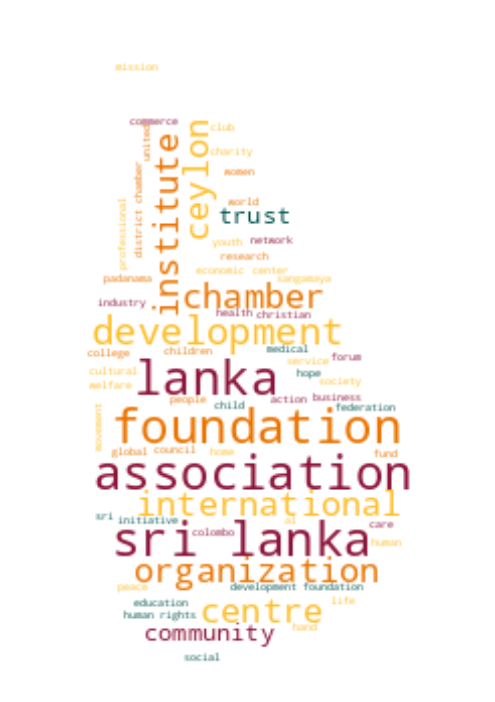 mission
commerce
club
united
institute
ceylon
charity
women
district chamber
professional
world
trust
youth
network
research
economic
center
padanama
sangamaya
industry
chamber
health
christian
development
college
children
medical
forum
service
cultural
lanka
hope
welfare
society
people
child
action
business
federation
movement
foundation
global
council
home
fund
association
international
sri
initiative
al
care
sri lanka
colombo
human
organization
peace
development foundation
education
life
human rights
centre
community
hand
social